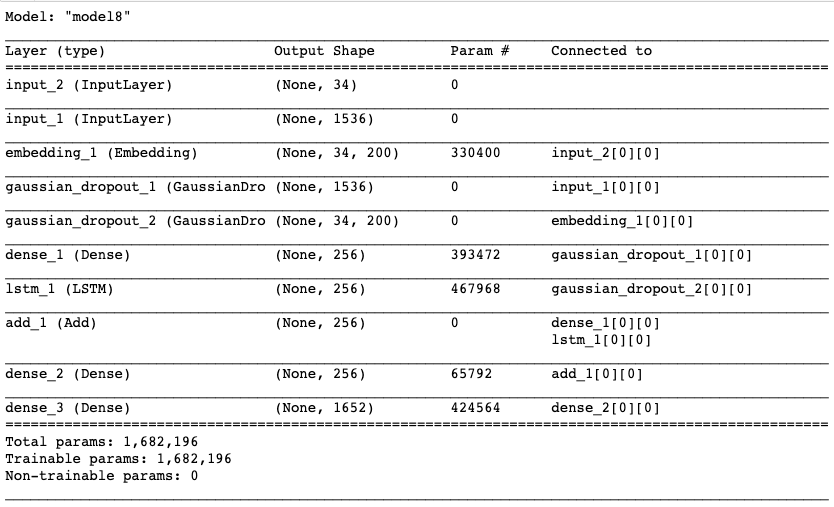 Model: "model8"
Layer (type) Output Shape Param # Connected to
input_2 (InputLayer) (None, 34) 0
input_1 (InputLayer) (None, 1536) 0
embedding_1 (Embedding) (None, 34, 200) 330400 input_2[0][0]
gaussian_dropout_1 (GaussianDro (None, 1536) 0 input_1[0][0]
gaussian_dropout_2 (GaussianDro (None, 34, 200) 0 embedding_1[0][0]
dense_1 (Dense) (None, 256) 393472 gaussian_dropout_1[0][0]
lstm_1 (LSTM) (None, 256) 467968 gaussian_dropout_2[0][0]
add_1 (Add) (None, 256) 0 dense_1[0][0]
lstm_1[0][0]
dense_2 (Dense) (None, 256) 65792 add_1[0][0]
dense_3 (Dense) (None, 1652) 424564 dense_2[0][0]
Total params: 1,682,196
Trainable params: 1,682,196
Non-trainable params: 0